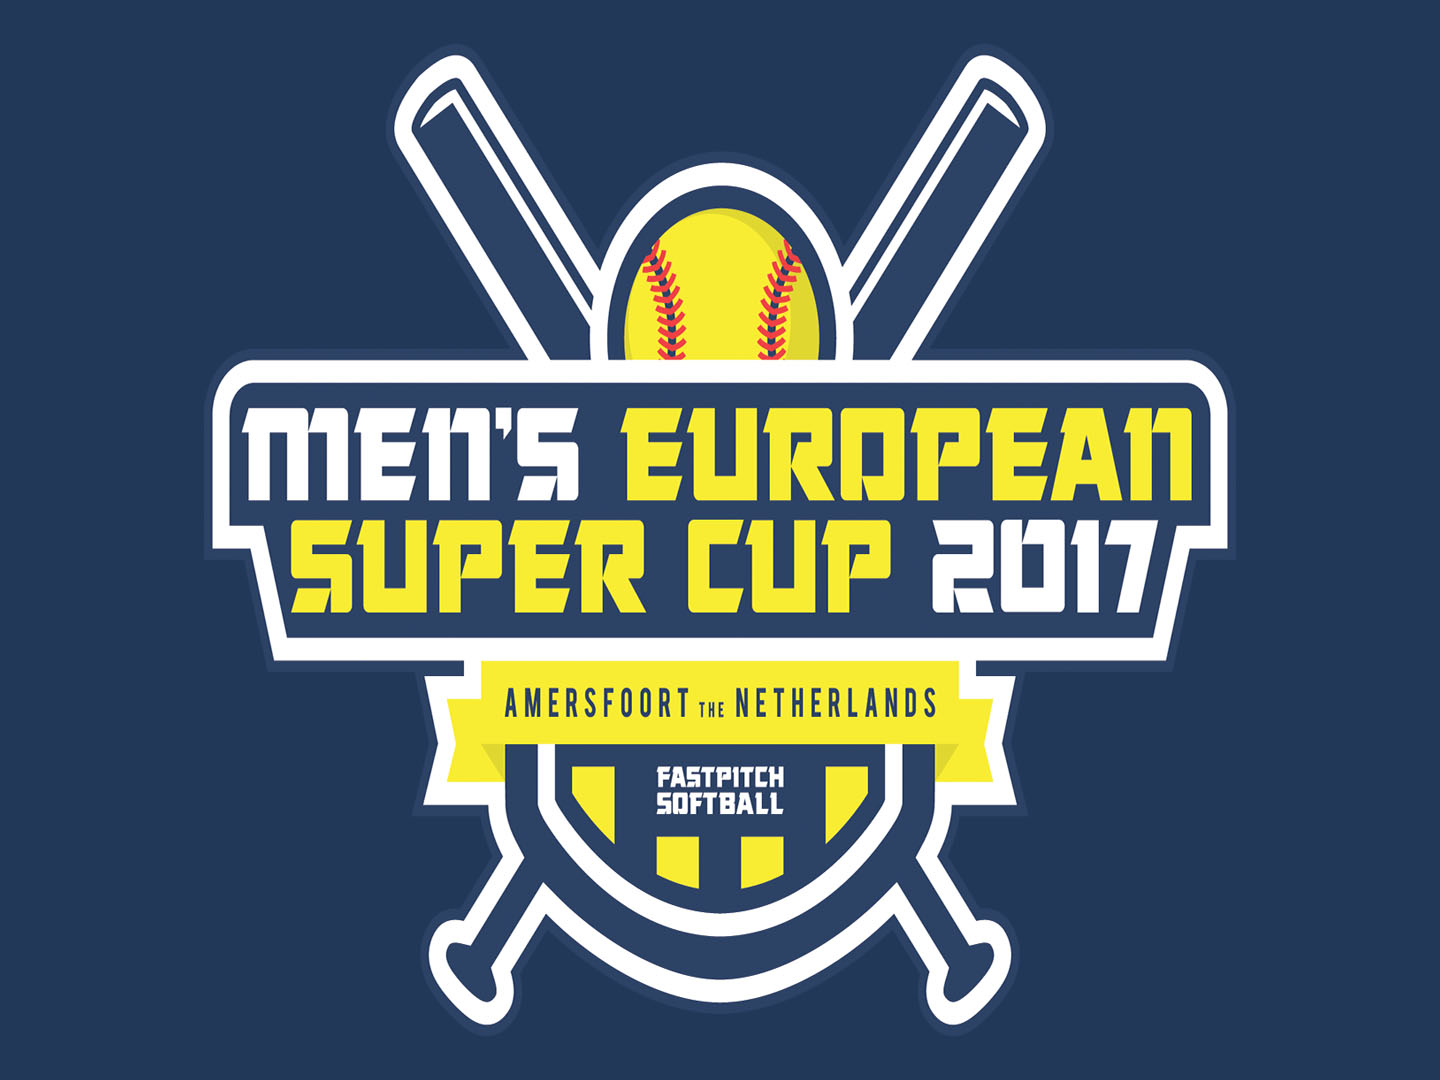 MEN'S EUROPEAN
SUPER CUP 2017
AMERSFOORT THE NETHERLANDS
FASTPITCH
SOFTBALL